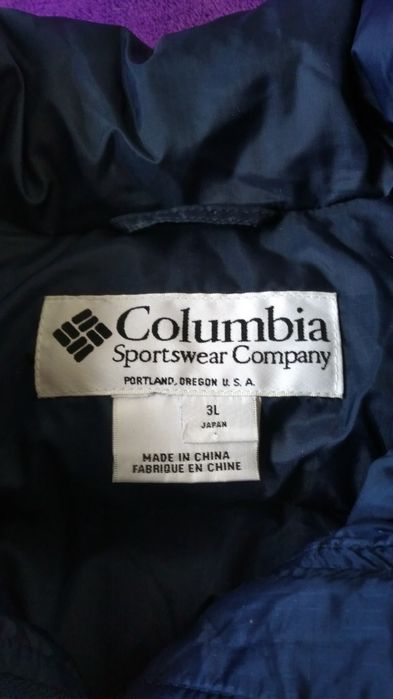 Columbia
Sportswear Company
PORTLAND, OREGON U.S.A.
3L
JAPAN
MADE IN CHINA
FABRIQUE EN CHINE